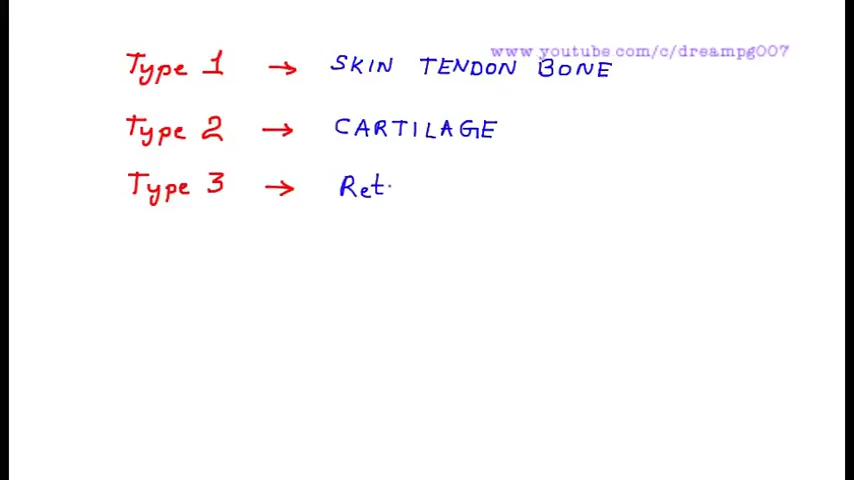 www.youtube.com/c/dreampg007
Type 1 → SKIN TENDON BONE
Type 2 → CARTILAGE
Type 3 → Ret